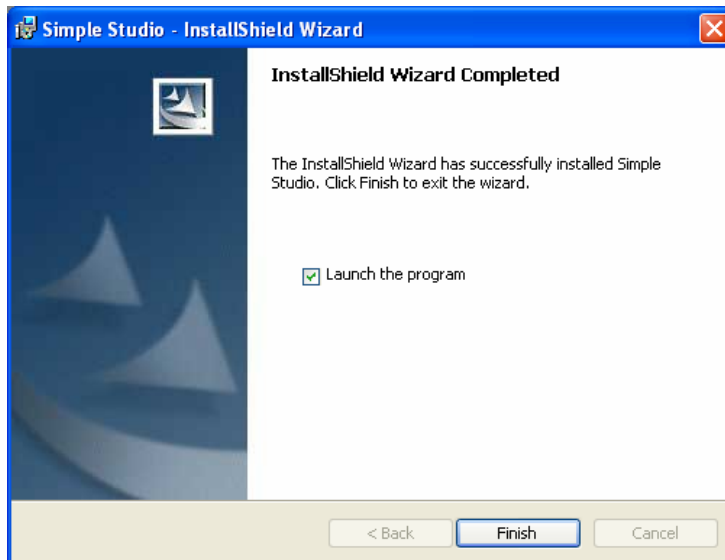 Simple Studio - InstallShield Wizard
InstallShield Wizard Completed
The InstallShield Wizard has successfully installed Simple
Studio. Click Finish to exit the wizard.
Launch the program
< Back Finish Cancel